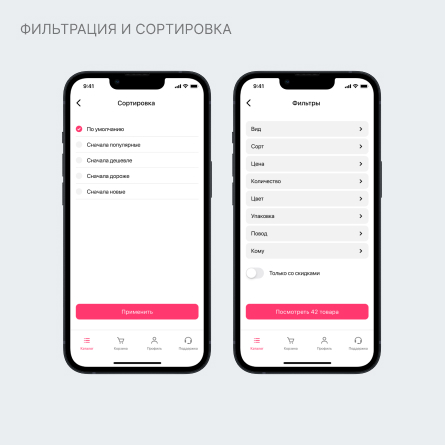 ФИЛЬТРАЦИЯ И СОРТИРОВКА
9:41
Сортировка
По умолчанию
Сначала популярные
Сначала дешевле
Сначала дороже
Сначала новые
Применить
Каталог
Корзина
Профиль
Поддержка
9:41
Фильтры
Вид
Сорт
Цена
Количество
Цвет
Упаковка
Повод
Кому
Только со скидками
Посмотреть 42 товара
Каталог
Корзина
Профиль
Поддержка